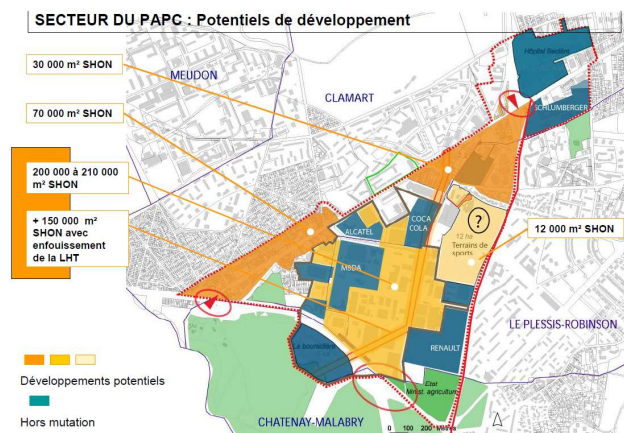 SECTEUR DU PAPC : Potentiels de développement
30 000 m² SHON
MEUDON
CLAMART
Hôpital Béclère
SCHLUMBERGER
70 000 m² SHON
200 000 à 210 000
m² SHON
+ 150 000 m²
SHON avec
enfouissement
de la LHT
ALCATEL
COCA
COLA
?
12 ha
Terrains de
sports
12 000 m² SHON
MBDA
LE PLESSIS-ROBINSON
RENAULT
La boursidière
Etat
Minist. agriculture
Développements potentiels
Hors mutation
CHATENAY-MALABRY
0 100 200 Mètres